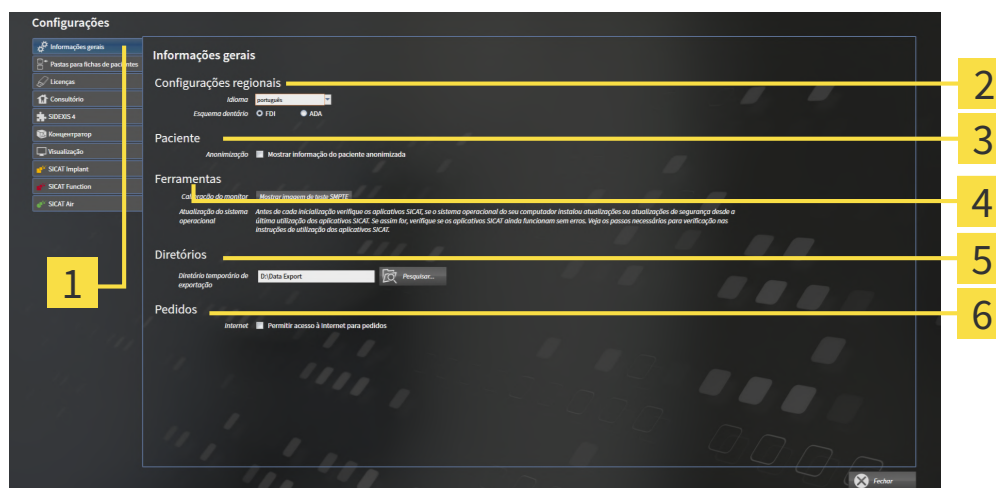 Configurações
Informações gerais
Pastas para fichas de pacientes
Licenças
Consultório
SIDEXIS 4
Концентратор
Visualização
SICAT Implant
SICAT Function
SICAT Air
1
Informações gerais
Configurações regionais
Idioma português
Esquema dentário FDI ADA
Paciente
Anonimização Mostrar informação do paciente anonimizada
Ferramentas
Calibração do monitor Mostrar imagem de teste SMPTE
Atualização do sistema operacional
Antes de cada inicialização verifique os aplicativos SICAT, se o sistema operacional do seu computador instalou atualizações ou atualizações de segurança desde a
última utilização dos aplicativos SICAT. Se assim for, verifique se os aplicativos SICAT ainda funcionam sem erros. Veja os passos necessários para verificação nas
instruções de utilização dos aplicativos SICAT.
Diretórios
Diretório temporário de exportação
D:\Data Export Pesquisar...
Pedidos
Internet Permitir acesso à Internet para pedidos
Fechar
2
3
4
5
6